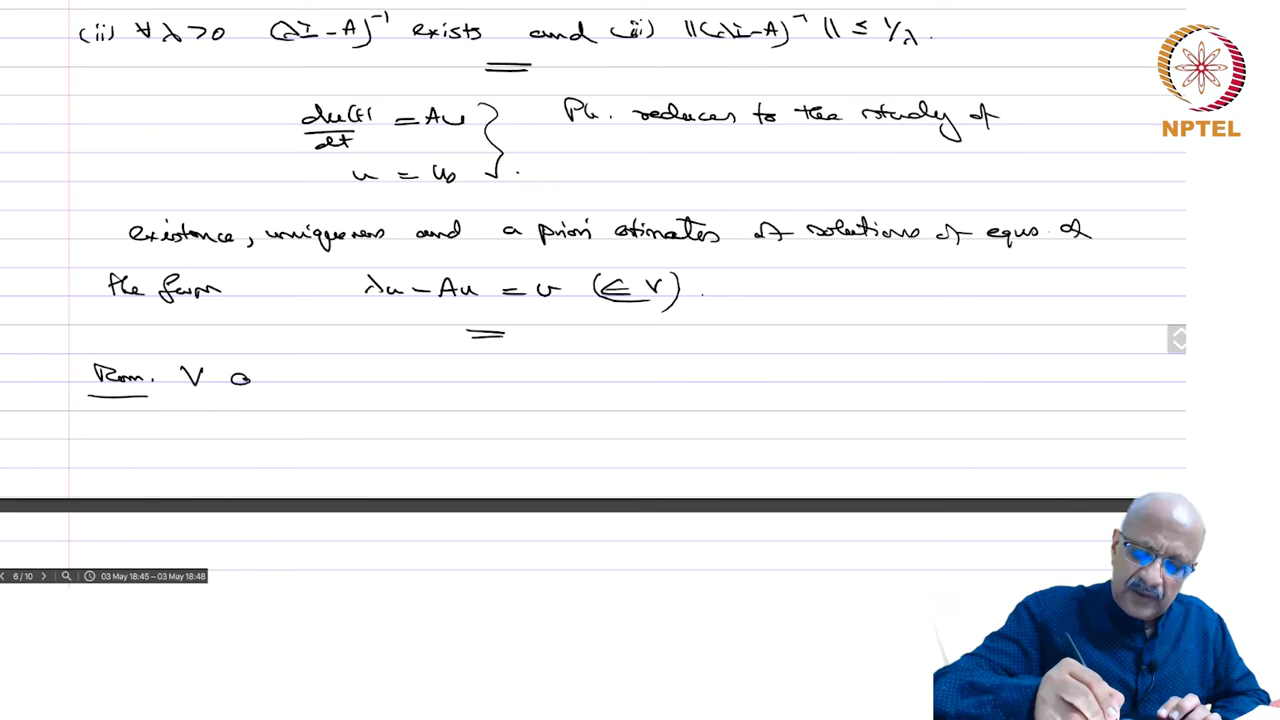 (ii) ∀ λ>0 (λI-A)⁻¹ exists and (iii) ||(λI-A)⁻¹|| ≤ 1/λ.
NPTEL
du(t)/dt = Au } Pb. reduces to the study of
u = u₀
existence, uniqueness and a priori estimates of solutions of eqns. of
the form λu - Au = v (∈ V).
Rem. V
6 / 10 03 May 18:45 – 03 May 18:48